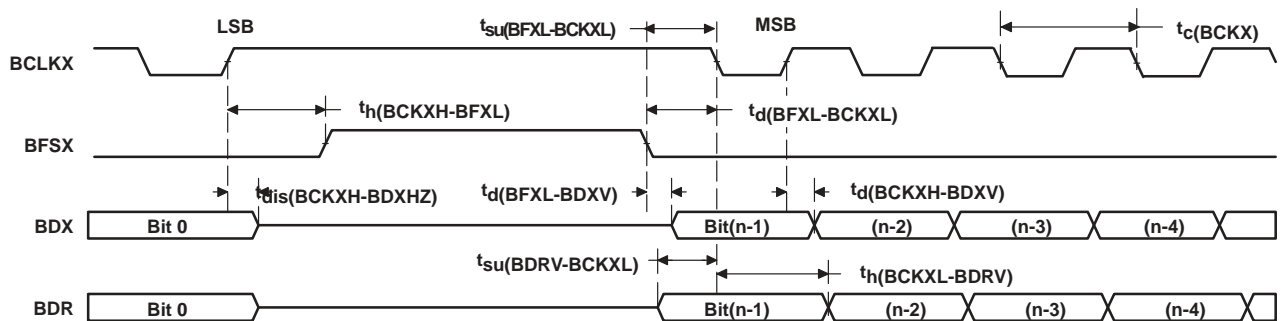 LSB
tsu(BFXL-BCKXL)
MSB
tc(BCKX)
BCLKX
th(BCKXH-BFXL)
td(BFXL-BCKXL)
BFSX
tdis(BCKXH-BDXHZ)
td(BFXL-BDXV)
td(BCKXH-BDXV)
BDX
Bit 0
Bit(n-1)
(n-2)
(n-3)
(n-4)
tsu(BDRV-BCKXL)
th(BCKXL-BDRV)
BDR
Bit 0
Bit(n-1)
(n-2)
(n-3)
(n-4)